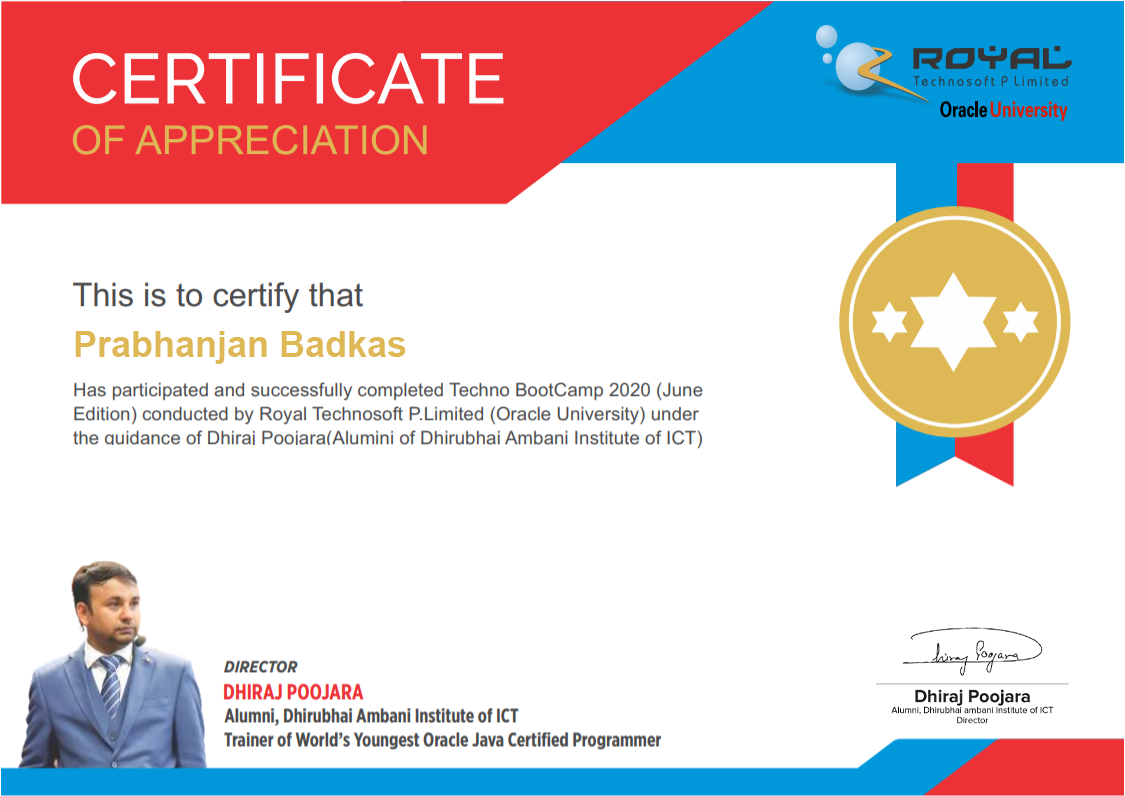 CERTIFICATE
OF APPRECIATION
ROYAL
Technosoft P Limited
Oracle University
This is to certify that
Prabhanjan Badkas
Has participated and successfully completed Techno BootCamp 2020 (June
Edition) conducted by Royal Technosoft P.Limited (Oracle University) under
the guidance of Dhiraj Poojara(Alumini of Dhirubhai Ambani Institute of ICT)
DIRECTOR
DHIRAJ POOJARA
Alumni, Dhirubhai Ambani Institute of ICT
Trainer of World's Youngest Oracle Java Certified Programmer
Dhiraj Poojara
Dhiraj Poojara
Alumni, Dhirubhai ambani Institute of ICT
Director